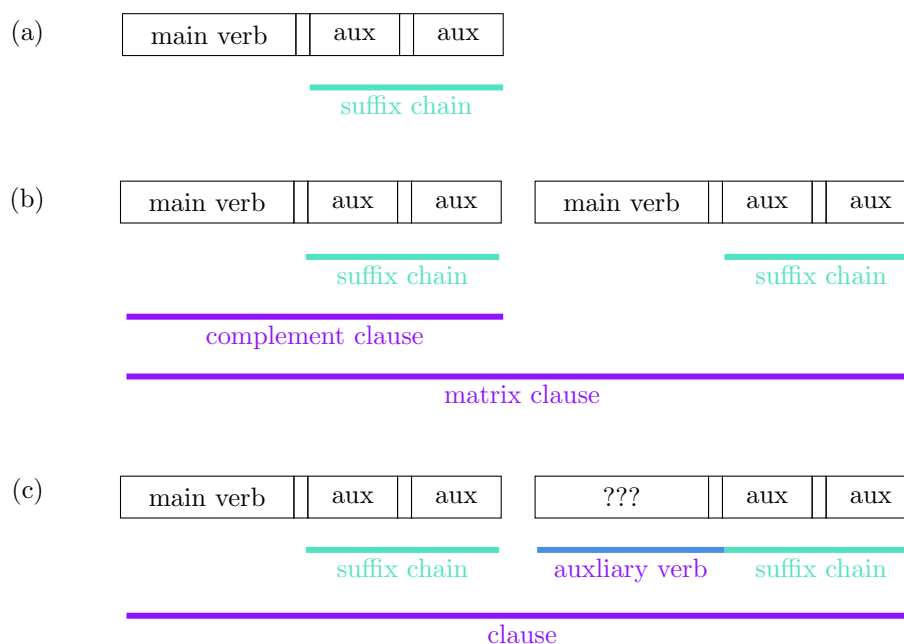 (a) main verb aux aux
suffix chain
(b) main verb aux aux main verb aux aux
suffix chain suffix chain
complement clause
matrix clause
(c) main verb aux aux ??? aux aux
suffix chain auxliary verb suffix chain
clause